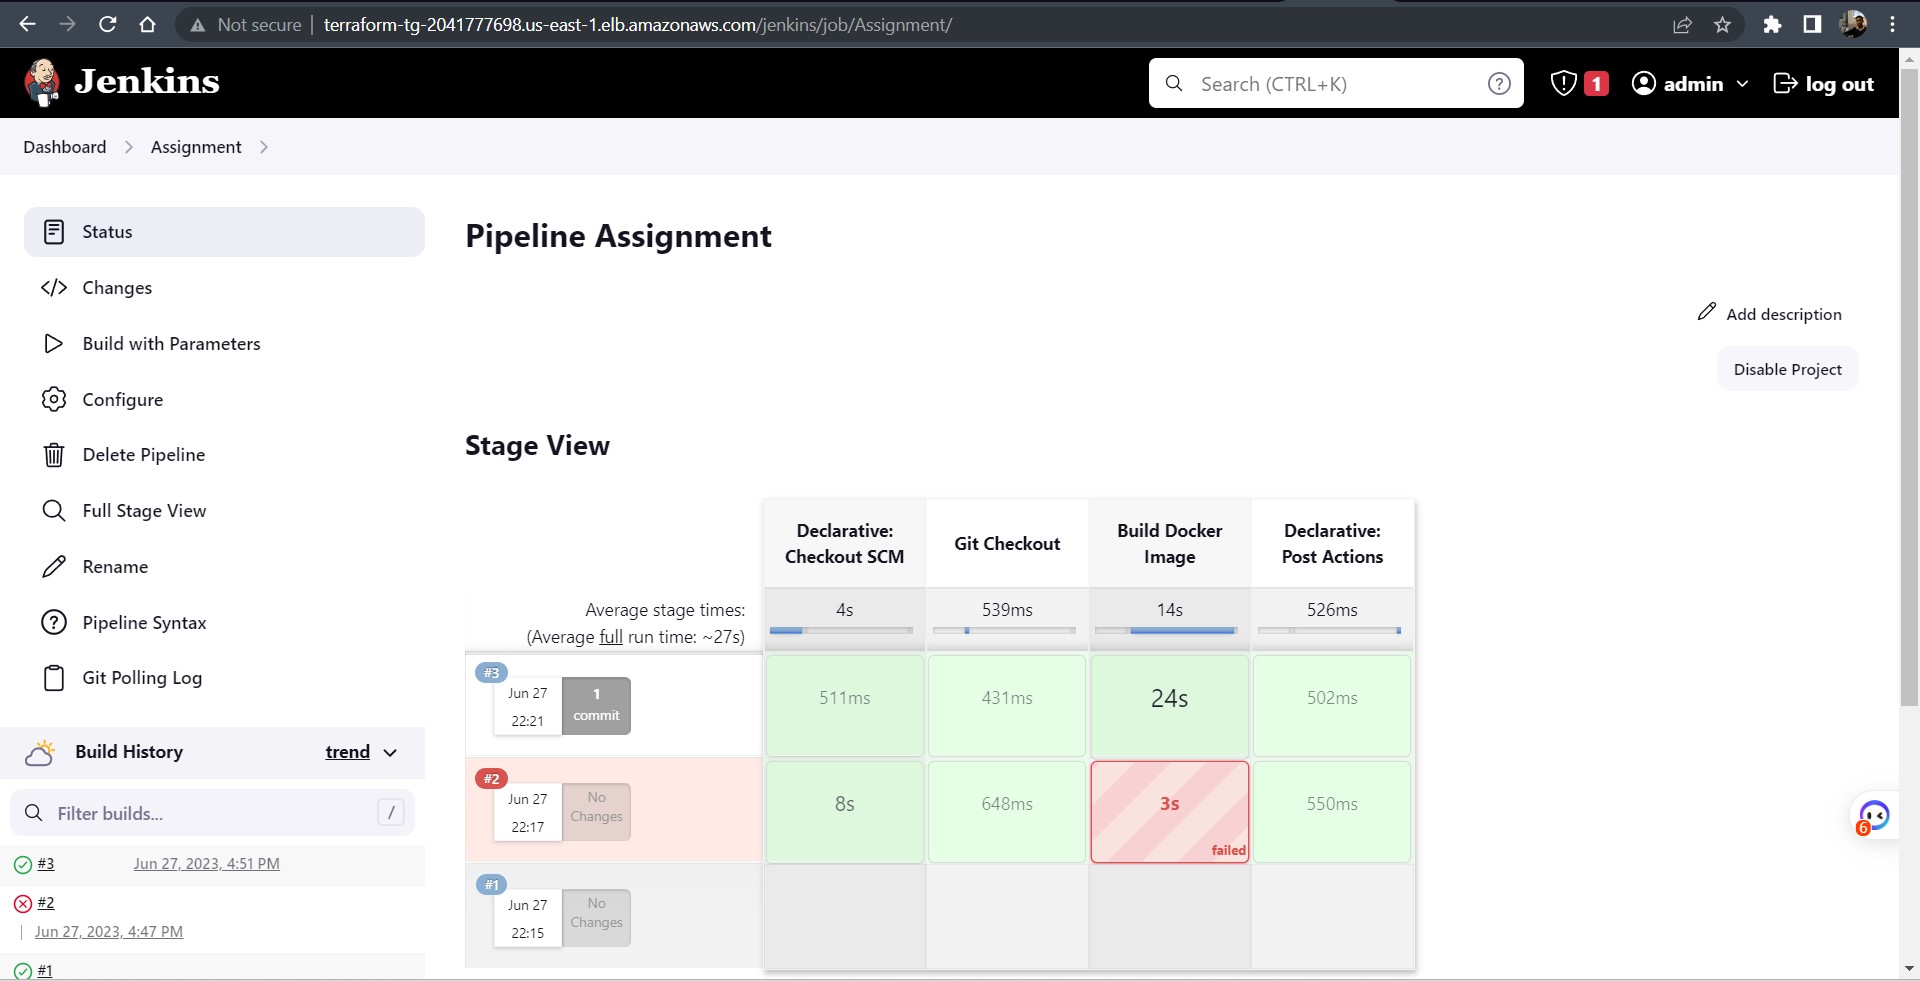 Not secure | terraform-tg-2041777698.us-east-1.elb.amazonaws.com/jenkins/job/Assignment/
Jenkins
Search (CTRL+K)
1
admin
log out
Dashboard
Assignment
Status
Changes
Build with Parameters
Configure
Delete Pipeline
Full Stage View
Rename
Pipeline Syntax
Git Polling Log
Build History
trend
Filter builds...
/
#3
Jun 27, 2023, 4:51 PM
#2
Jun 27, 2023, 4:47 PM
#1
Pipeline Assignment
Add description
Disable Project
Stage View
Declarative:
Checkout SCM
Git Checkout
Build Docker
Image
Declarative:
Post Actions
Average stage times:
(Average full run time: ~27s)
4s
539ms
14s
526ms
#3
Jun 27
22:21
1
commit
511ms
431ms
24s
502ms
#2
Jun 27
22:17
No
Changes
8s
648ms
3s
failed
550ms
#1
Jun 27
22:15
No
Changes
6